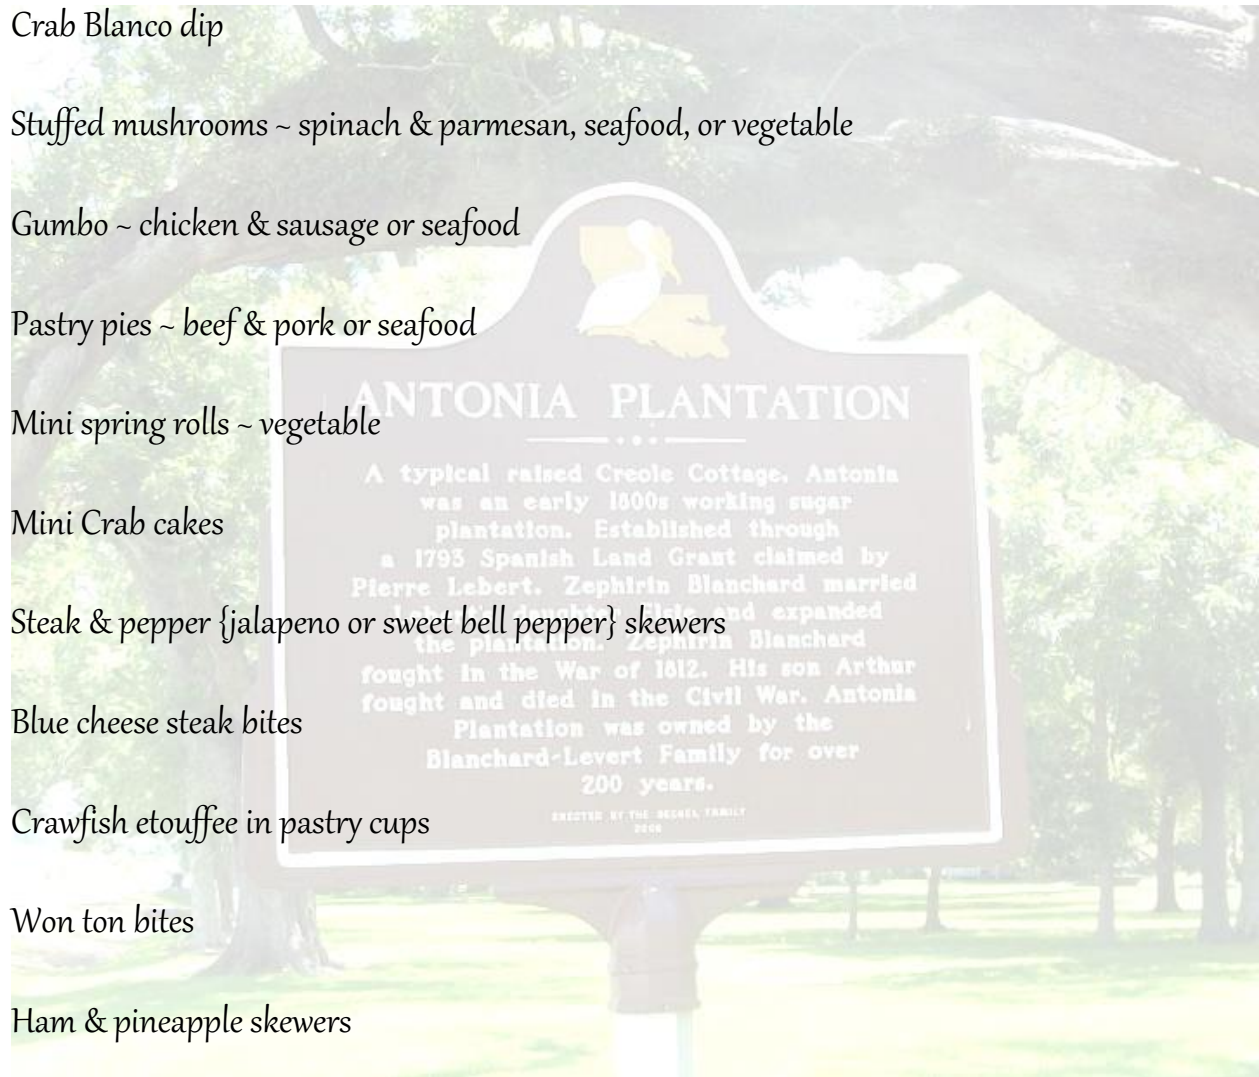 Crab Blanco dip
Stuffed mushrooms ~ spinach & parmesan, seafood, or vegetable
Gumbo ~ chicken & sausage or seafood
Pastry pies ~ beef & pork or seafood
Mini spring rolls ~ vegetable
Mini Crab cakes
Steak & pepper {jalapeno or sweet bell pepper} skewers
Blue cheese steak bites
Crawfish etouffee in pastry cups
Won ton bites
Ham & pineapple skewers
ANTONIA PLANTATION
A typical raised Creole Cottage, Antonia
was an early 1800s working sugar
plantation. Established through
a 1793 Spanish Land Grant claimed by
Pierre Lebert. Zephirin Blanchard married
daughter and expanded
the plantation. Zephirin Blanchard
fought in the War of 1812. His son Arthur
fought and died in the Civil War. Antonia
Plantation was owned by the
Blanchard-Levert Family for over
200 years.
ERECTED BY THE FAMILY